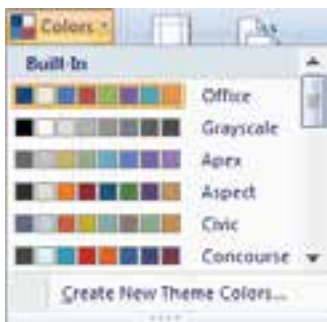 Colors
Built-In
Office
Grayscale
Apex
Aspect
Civic
Concourse
Create New Theme Colors...